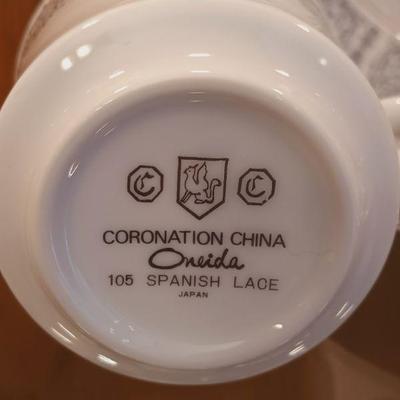 C C
CORONATION CHINA
Oneida
105 SPANISH LACE
JAPAN